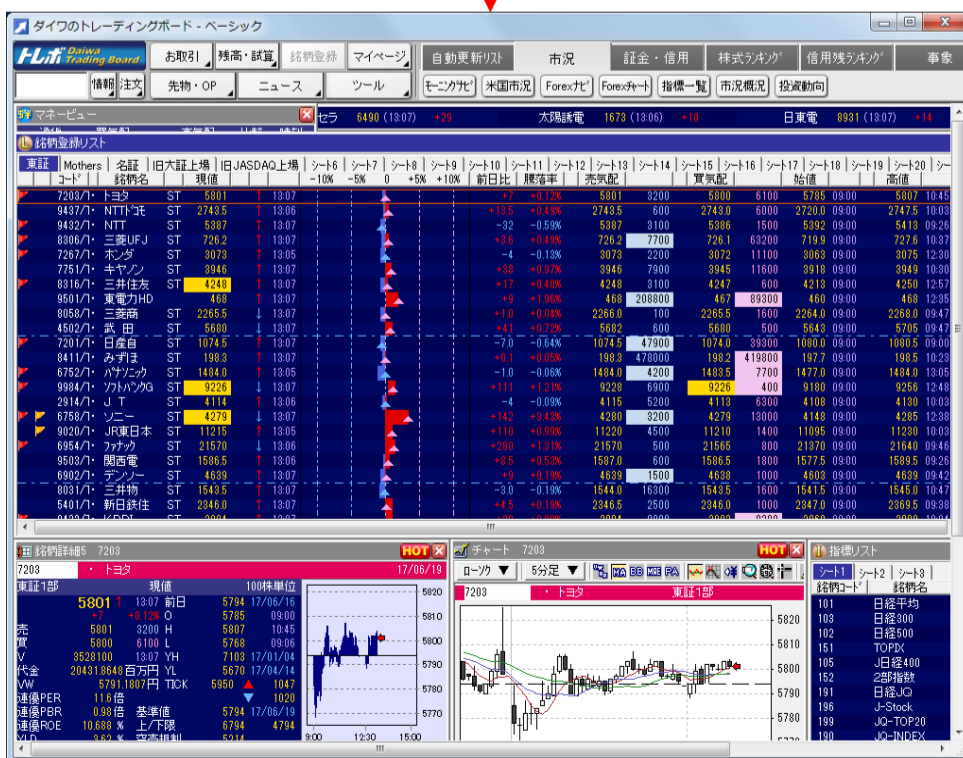 ダイワのトレーディングボード - ベーシック
トレボ Daiwa Trading Board お取引 残高・試算 銘柄登録 マイページ 自動更新リスト 市況 証金・信用 株式ランキング 信用残ランキング 事象
情報 注文 先物・OP ニュース ツール モーニングサテ 米国市況 Forexナビ Forexチャート 指標一覧 市況概況 投資動向
マネービュー セラ 6490 (13:07) +29 太陽誘電 1673 (13:06) +10 日東電 8931 (13:07) +14
銘柄登録リスト
東証 Mothers 名証 旧大証上場 旧JASDAQ上場 シート6 シート7 シート8 シート9 シート10 シート11 シート12 シート13 シート14 シート15 シート16 シート17 シート18 シート19 シート20
コード 銘柄名 現値 -10% -5% 0 +5% +10% 前日比 騰落率 売気配 買気配 始値 高値
7203/T・ トヨタ ST 5801 ↑ 13:07 +7 +0.12% 5801 3200 5800 6100 5785 09:00 5807 10:45
9437/T・ NTTドコモ ST 2743.5 ↑ 13:06 +13.5 +0.49% 2743.5 600 2743.0 6000 2720.0 09:00 2747.5 10:03
9432/T・ NTT ST 5387 ↑ 13:07 -32 -0.59% 5387 3100 5386 1500 5392 09:00 5413 09:26
8306/T・ 三菱UFJ ST 726.2 ↑ 13:07 +3.6 +0.49% 726.2 7700 726.1 63200 719.9 09:00 727.6 10:37
7267/T・ ホンダ ST 3073 ↑ 13:05 -4 -0.13% 3073 2200 3072 11100 3063 09:00 3075 12:30
7751/T・ キヤノン ST 3946 ↑ 13:07 +38 +0.97% 3946 7900 3945 11600 3918 09:00 3949 10:30
8316/T・ 三井住友 ST 4248 ↑ 13:07 +17 +0.40% 4248 3100 4247 600 4213 09:00 4250 12:57
9501/T・ 東電力HD 468 ↑ 13:07 +9 +1.96% 468 208800 467 89300 460 09:00 468 12:35
8058/T・ 三菱商 ST 2265.5 ↓ 13:07 +1.0 +0.04% 2266.0 100 2265.5 1600 2264.0 09:00 2268.0 09:47
4502/T・ 武 田 ST 5680 ↓ 13:07 +41 +0.72% 5682 600 5680 500 5643 09:00 5705 09:47
7201/T・ 日産自 ST 1074.5 ↑ 13:07 -7.0 -0.64% 1074.5 47900 1074.0 39300 1080.0 09:00 1080.5 09:00
8411/T・ みずほ ST 198.3 ↑ 13:07 +0.1 +0.05% 198.3 478000 198.2 419800 197.7 09:00 198.5 10:23
6752/T・ パナソニック ST 1484.0 ↑ 13:05 -1.0 -0.06% 1484.0 4200 1483.5 7700 1477.0 09:00 1484.0 13:05
9984/T・ ソフトバンクG ST 9226 ↓ 13:07 +111 +1.21% 9228 6900 9226 400 9180 09:00 9256 12:48
2914/T・ J T ST 4114 ↑ 13:06 -4 -0.09% 4115 5200 4113 6300 4108 09:00 4130 10:03
6758/T・ ソニー ST 4279 ↓ 13:07 +142 +3.43% 4280 3200 4279 13000 4148 09:00 4285 12:38
9020/T・ JR東日本 ST 11215 ↑ 13:05 +110 +0.99% 11220 4500 11210 1400 11095 09:00 11230 10:03
6954/T・ ファナック ST 21570 ↓ 13:06 +280 +1.31% 21570 500 21565 800 21370 09:00 21640 09:46
9503/T・ 関西電 ST 1586.5 ↑ 13:06 +8.5 +0.53% 1587.0 600 1586.5 1800 1577.5 09:00 1589.5 09:26
6902/T・ デンソー ST 4639 ↑ 13:07 +9 +0.19% 4639 1500 4638 1000 4603 09:00 4639 09:42
8031/T・ 三井物 ST 1543.5 ↑ 13:07 -3.0 -0.19% 1544.0 16300 1543.5 1600 1541.5 09:00 1545.0 10:47
5401/T・ 新日鉄住 ST 2346.0 ↑ 13:07 +4.5 +0.19% 2346.5 2500 2346.0 1000 2347.0 09:00 2369.5 09:38
銘柄詳細5 7203 HOT
7203 ・ トヨタ 17/06/19
東証1部 現値 100株単位
5801 ↑ 13:07 前日 5794 17/06/16
+7 +0.12% O 5785 09:00
売 5801 3200 H 5807 10:45
買 5800 6100 L 5768 09:06
V 3528100 13:07 YH 7103 17/01/04
代金 20431.8648百万円 YL 5670 17/04/14
VW 5791.1807円 TICK 5950 ▲ 1047
連優PER 11.6倍 ▼ 1020
連優PBR 0.98倍 基準値 5794 17/06/19
連優ROE 10.688 % 上/下限 6794 4794
YLD 3.62 % 空売規制 5214
5820
5810
5800
5790
5780
5770
9:00 12:30 15:00
チャート 7203 HOT
ローソク ▼ 5分足 ▼ MA BB
7203 ・ トヨタ 東証1部
5820
5810
5800
5790
5780
指標リスト
シート1 シート2 シート3
銘柄コード 銘柄名
101 日経平均
103 日経300
102 日経500
151 TOPIX
105 J日経400
152 2部指数
191 日経JQ
196 J-Stock
199 JQ-TOP20
190 JQ-INDEX